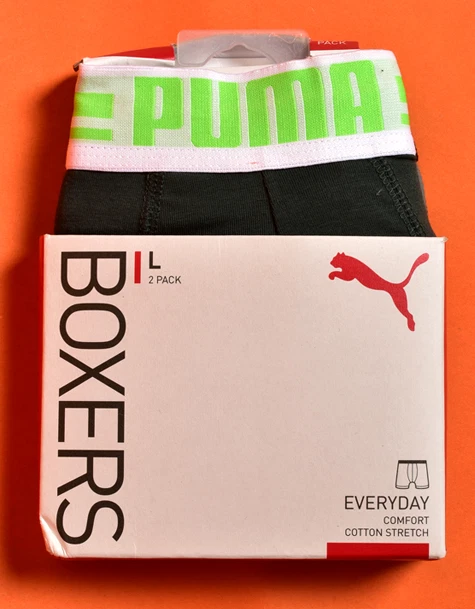 PACK
PUMA
BOXERS
L
2 PACK
EVERYDAY
COMFORT
COTTON STRETCH